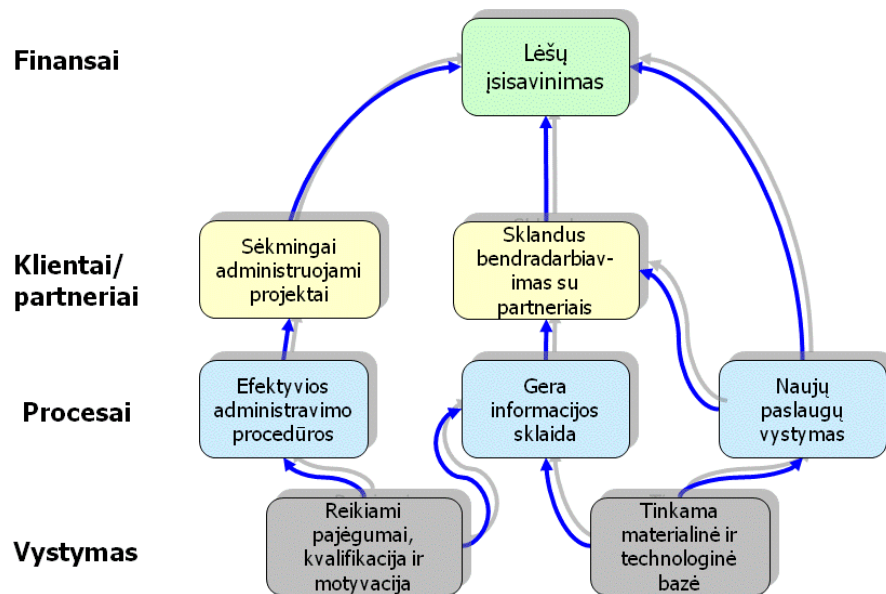 Finansai
Lėšų
įsisavinimas
Klientai/
partneriai
Sėkmingai
administruojami
projektai
Sklandus
bendradarbiav-
imas su
partneriais
Procesai
Efektyvios
administravimo
procedūros
Gera
informacijos
sklaida
Naujų
paslaugų
vystymas
Vystymas
Reikiami
pajėgumai,
kvalifikacija ir
motyvacija
Tinkama
materialinė ir
technologinė
bazė